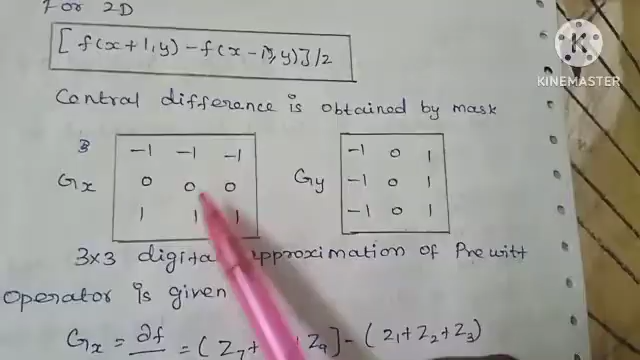 For 2D
[f(x+1,y) - f(x-1,y)]/2
KINEMASTER
Central difference is obtained by mask
3
Gx
-1 -1 -1
0 0 0
1 1 1
Gy
-1 0 1
-1 0 1
-1 0 1
3x3 digital approximation of Prewitt
operator is given
Gx = ∂f = (Z7+ Z9] - (Z1+Z2+Z3)